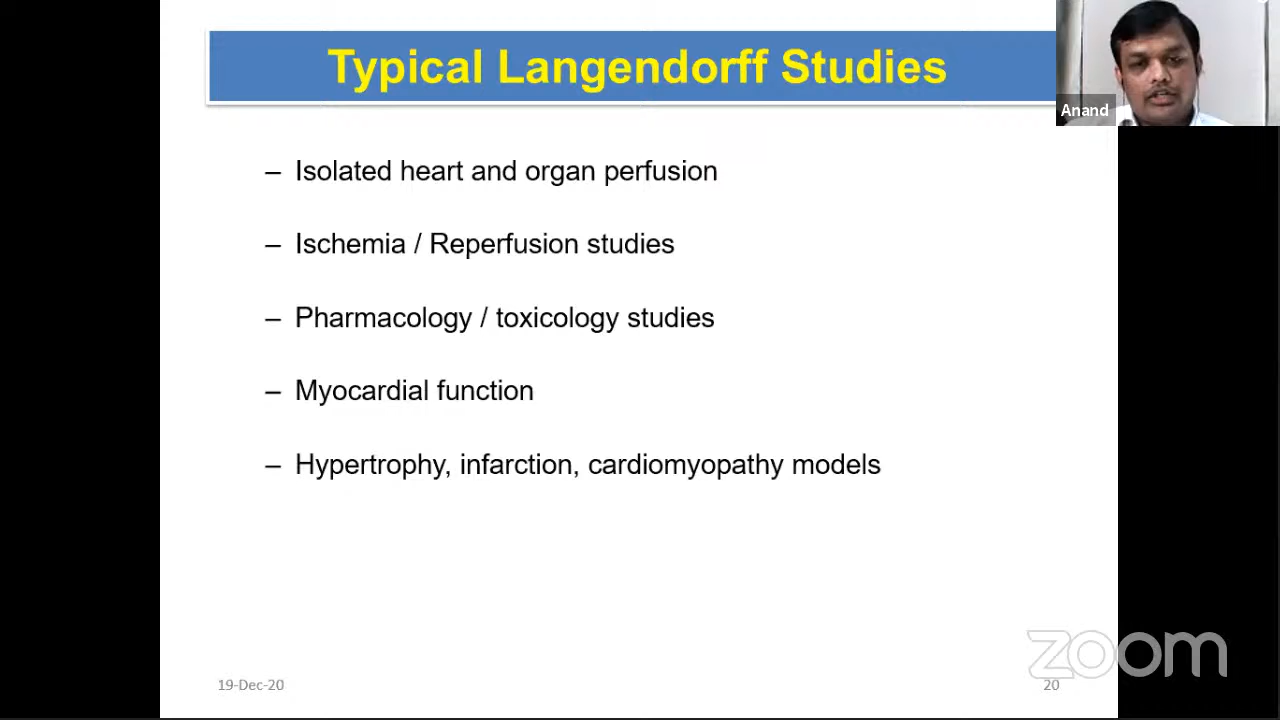 Typical Langendorff Studies
Anand
– Isolated heart and organ perfusion
– Ischemia / Reperfusion studies
– Pharmacology / toxicology studies
– Myocardial function
– Hypertrophy, infarction, cardiomyopathy models
zoom
19-Dec-20
20